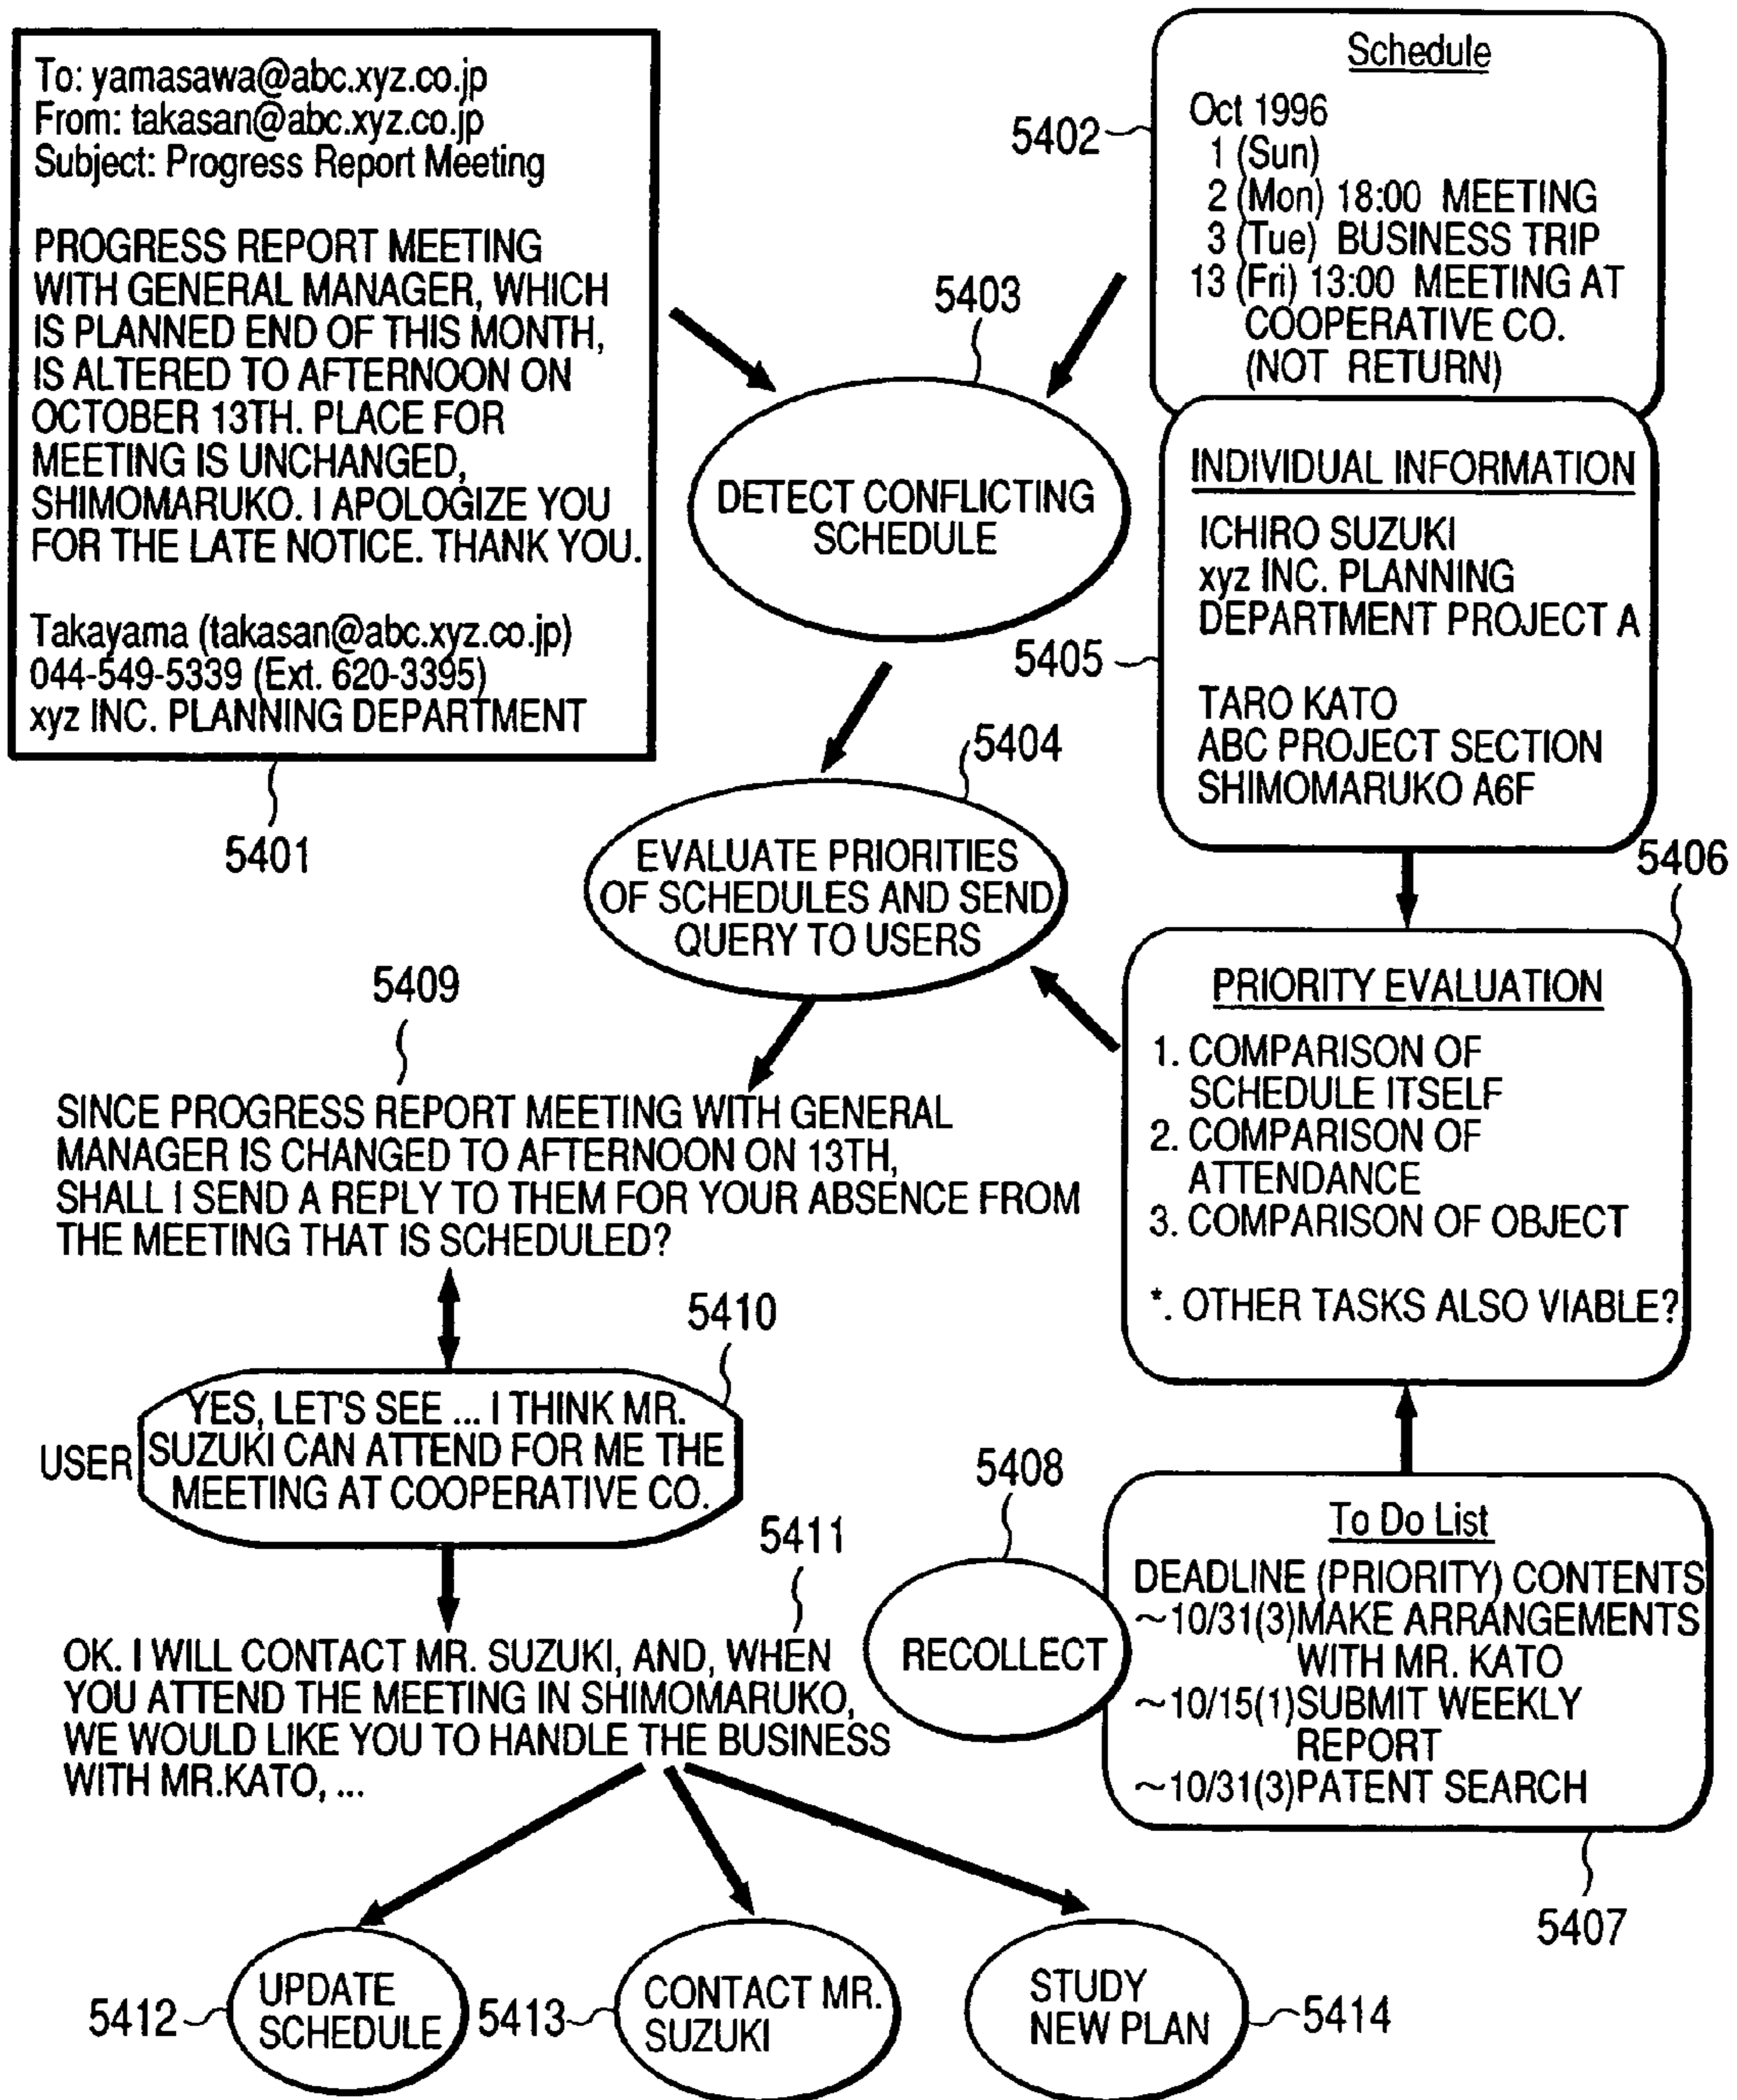 To: yamasawa@abc.xyz.co.jp
From: takasan@abc.xyz.co.jp
Subject: Progress Report Meeting
PROGRESS REPORT MEETING
WITH GENERAL MANAGER, WHICH
IS PLANNED END OF THIS MONTH,
IS ALTERED TO AFTERNOON ON
OCTOBER 13TH. PLACE FOR
MEETING IS UNCHANGED,
SHIMOMARUKO. I APOLOGIZE YOU
FOR THE LATE NOTICE. THANK YOU.
Takayama (takasan@abc.xyz.co.jp)
044-549-5339 (Ext. 620-3395)
xyz INC. PLANNING DEPARTMENT
5401
Schedule
Oct 1996
1 (Sun)
2 (Mon) 18:00 MEETING
3 (Tue) BUSINESS TRIP
13 (Fri) 13:00 MEETING AT
COOPERATIVE CO.
(NOT RETURN)
5402
5403
DETECT CONFLICTING
SCHEDULE
INDIVIDUAL INFORMATION
ICHIRO SUZUKI
xyz INC. PLANNING
DEPARTMENT PROJECT A
TARO KATO
ABC PROJECT SECTION
SHIMOMARUKO A6F
5405
5404
EVALUATE PRIORITIES
OF SCHEDULES AND SEND
QUERY TO USERS
5406
PRIORITY EVALUATION
1. COMPARISON OF
SCHEDULE ITSELF
2. COMPARISON OF
ATTENDANCE
3. COMPARISON OF OBJECT
*. OTHER TASKS ALSO VIABLE?
5409
SINCE PROGRESS REPORT MEETING WITH GENERAL
MANAGER IS CHANGED TO AFTERNOON ON 13TH,
SHALL I SEND A REPLY TO THEM FOR YOUR ABSENCE FROM
THE MEETING THAT IS SCHEDULED?
5410
USER
YES, LET'S SEE ... I THINK MR.
SUZUKI CAN ATTEND FOR ME THE
MEETING AT COOPERATIVE CO.
5408
RECOLLECT
To Do List
DEADLINE (PRIORITY) CONTENTS
~10/31(3)MAKE ARRANGEMENTS
WITH MR. KATO
~10/15(1)SUBMIT WEEKLY
REPORT
~10/31(3)PATENT SEARCH
5407
5411
OK. I WILL CONTACT MR. SUZUKI, AND, WHEN
YOU ATTEND THE MEETING IN SHIMOMARUKO,
WE WOULD LIKE YOU TO HANDLE THE BUSINESS
WITH MR.KATO, ...
5412
UPDATE
SCHEDULE
5413
CONTACT MR.
SUZUKI
STUDY
NEW PLAN
5414